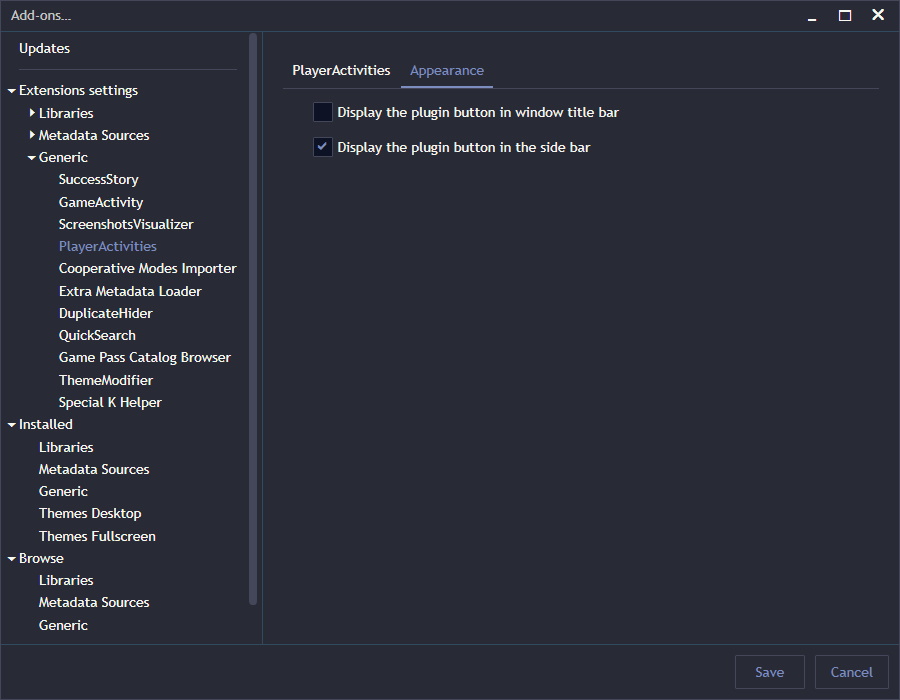 Add-ons...
Updates
Extensions settings
Libraries
Metadata Sources
Generic
SuccessStory
GameActivity
ScreenshotsVisualizer
PlayerActivities
Cooperative Modes Importer
Extra Metadata Loader
DuplicateHider
QuickSearch
Game Pass Catalog Browser
ThemeModifier
Special K Helper
Installed
Libraries
Metadata Sources
Generic
Themes Desktop
Themes Fullscreen
Browse
Libraries
Metadata Sources
Generic
PlayerActivities Appearance
Display the plugin button in window title bar
Display the plugin button in the side bar
Save Cancel